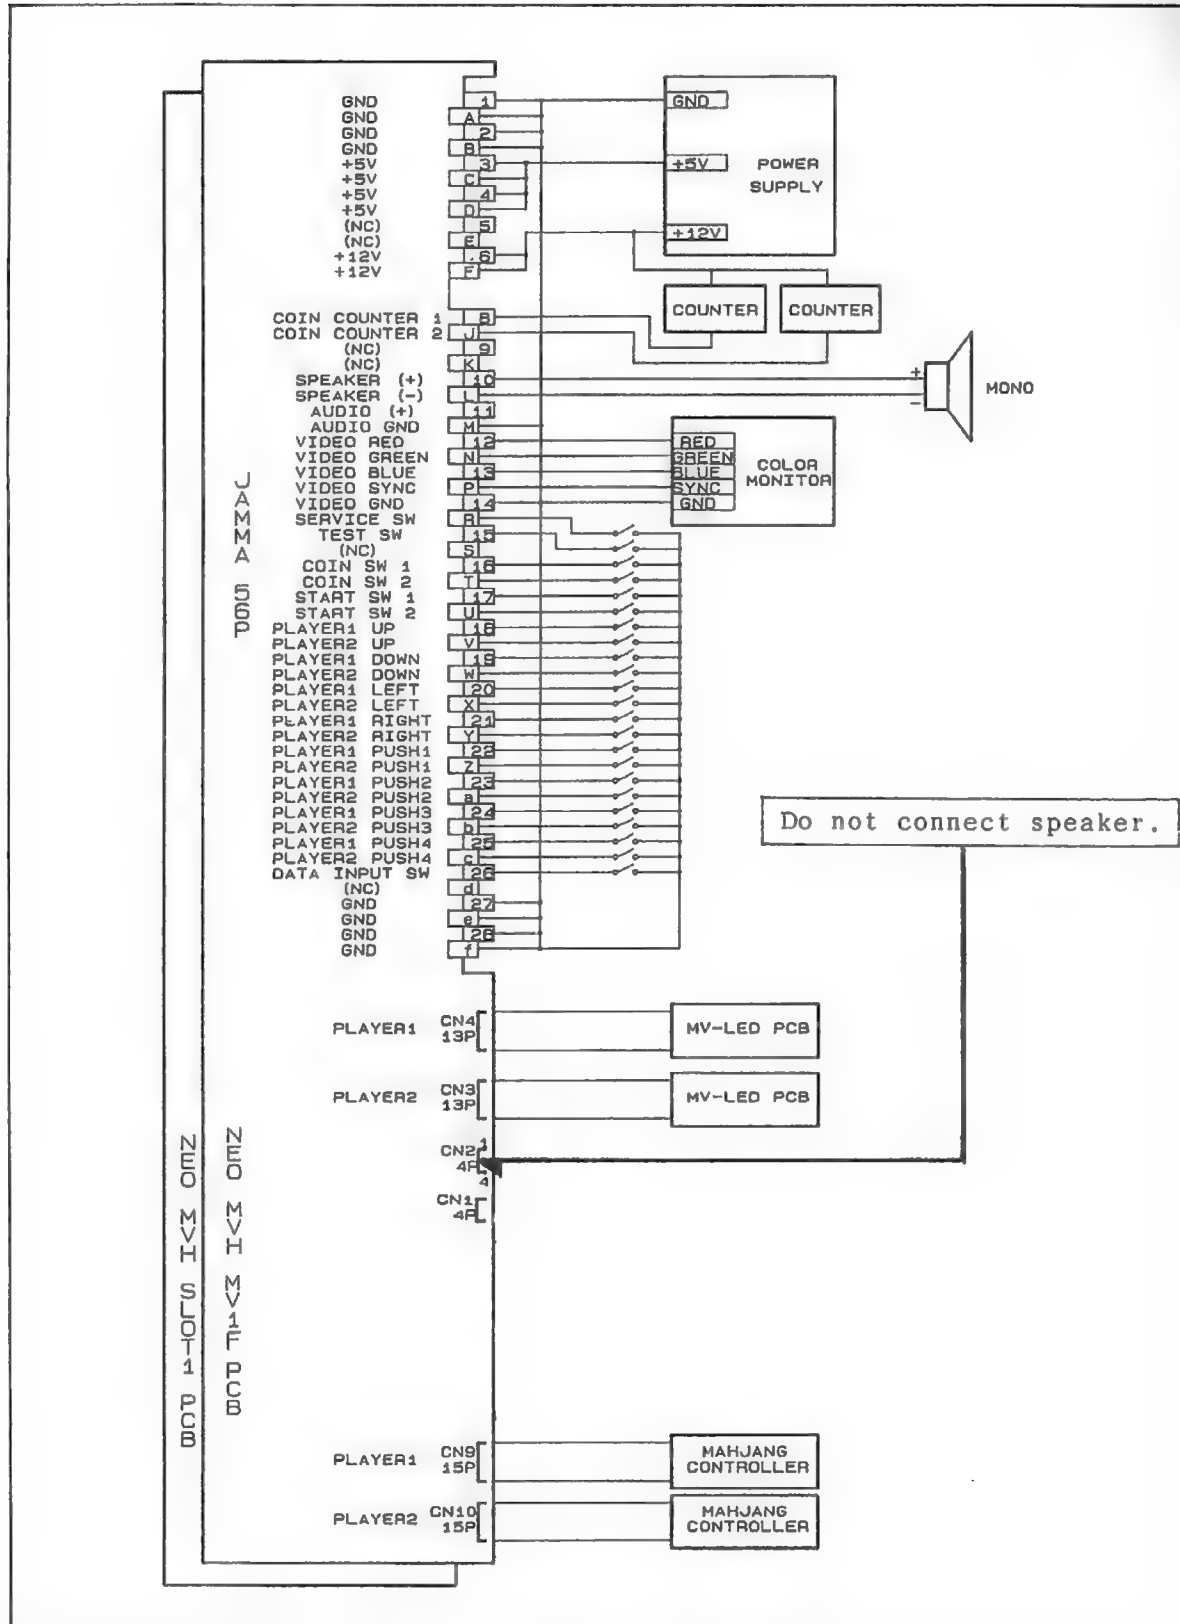 GND 1 GND
GND A
GND 2
GND B
+5V 3 +5V POWER
+5V C SUPPLY
+5V 4
+5V D
(NC) 5 +12V
(NC) E
+12V 6
+12V F
COUNTER COUNTER
COIN COUNTER 1 8
COIN COUNTER 2 J
(NC) 9
(NC) K
SPEAKER (+) 10 +
SPEAKER (-) L - MONO
AUDIO (+) 11
AUDIO GND M
VIDEO RED 12 RED
VIDEO GREEN N GREEN COLOR
VIDEO BLUE 13 BLUE MONITOR
VIDEO SYNC P SYNC
VIDEO GND 14 GND
SERVICE SW R
TEST SW 15
(NC) S
COIN SW 1 16
COIN SW 2 T
START SW 1 17
START SW 2 U
PLAYER1 UP 18
PLAYER2 UP V
PLAYER1 DOWN 19
PLAYER2 DOWN W
PLAYER1 LEFT 20
PLAYER2 LEFT X
PLAYER1 RIGHT 21
PLAYER2 RIGHT Y
PLAYER1 PUSH1 22
PLAYER2 PUSH1 Z
PLAYER1 PUSH2 23
PLAYER2 PUSH2 a
PLAYER1 PUSH3 24
PLAYER2 PUSH3 b
PLAYER1 PUSH4 25
PLAYER2 PUSH4 c
DATA INPUT SW 26
(NC) d
GND 27
GND e
GND 28
GND f
JAMMA 56P
Do not connect speaker.
PLAYER1 CN4 13P MV-LED PCB
PLAYER2 CN3 13P MV-LED PCB
1
CN2
4P
4
CN1
4P
NEO MVH SLOT1 PCB
NEO MVH MV1F PCB
PLAYER1 CN9 15P MAHJANG CONTROLLER
PLAYER2 CN10 15P MAHJANG CONTROLLER